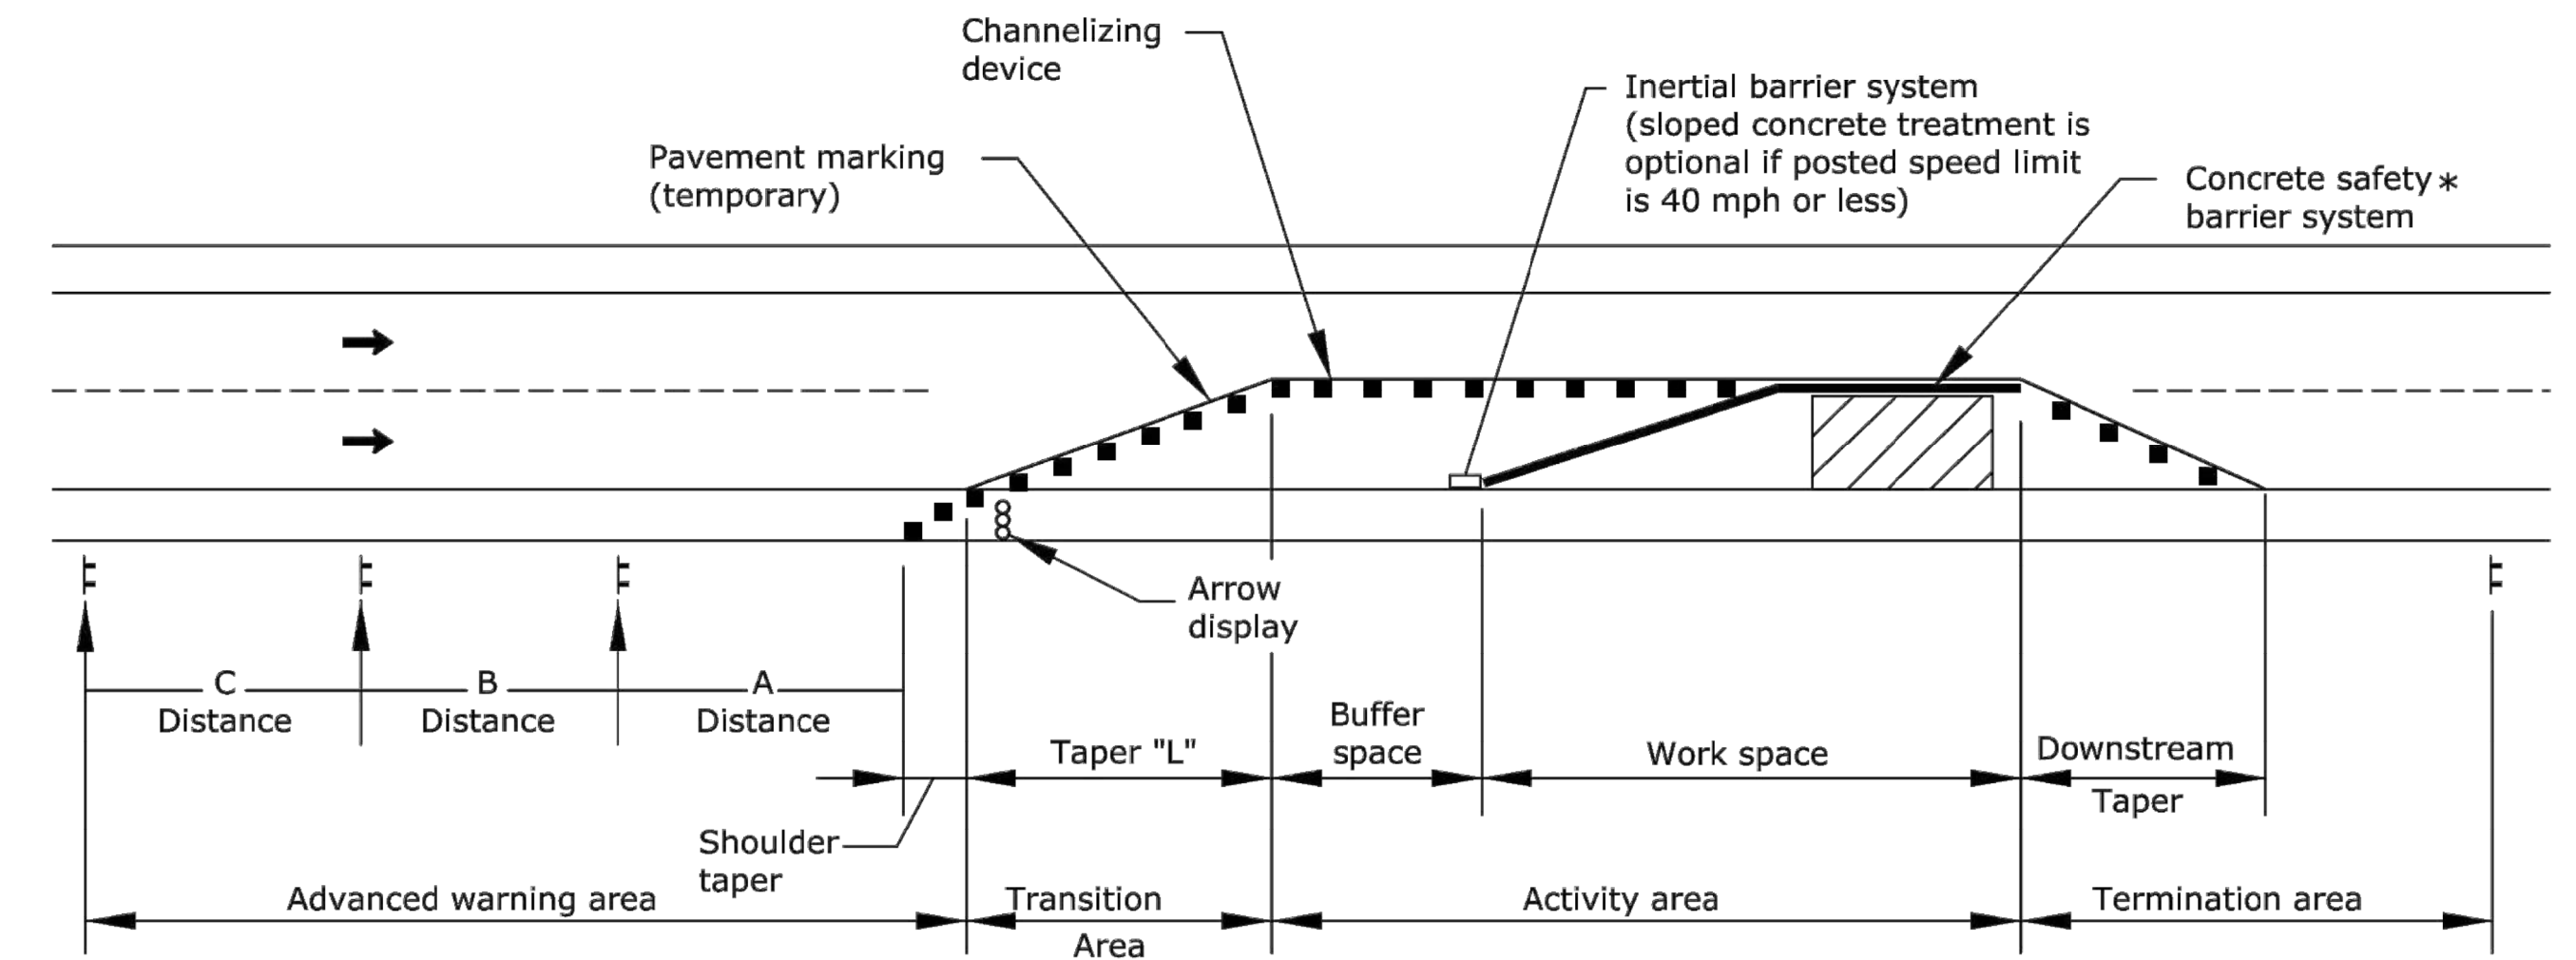 Channelizing
device
Inertial barrier system
(sloped concrete treatment is
optional if posted speed limit
is 40 mph or less)
Pavement marking
(temporary)
Concrete safety*
barrier system
Arrow
display
C
Distance
B
Distance
A
Distance
Taper "L"
Buffer
space
Work space
Downstream
Taper
Shoulder
taper
Advanced warning area
Transition
Area
Activity area
Termination area